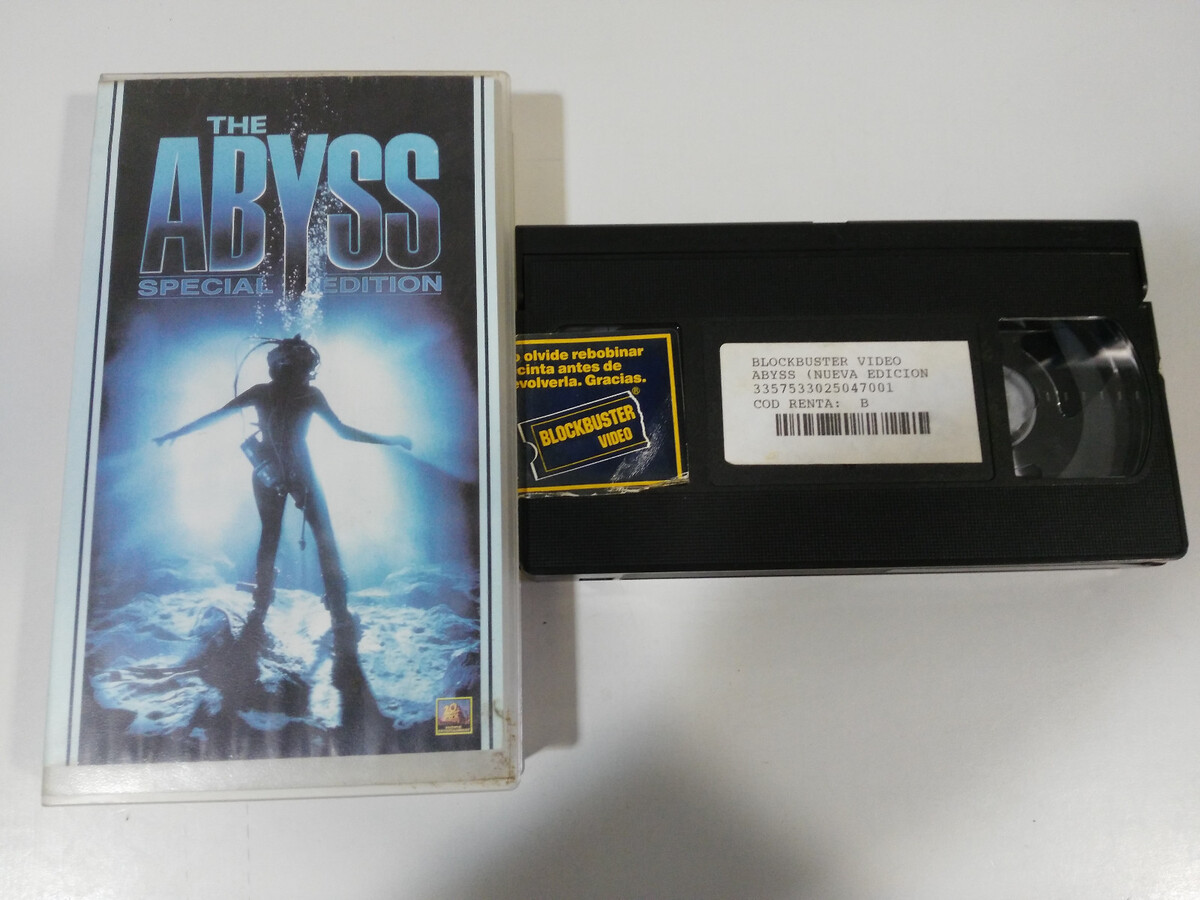 THE
ABYSS
SPECIAL EDITION
olvide rebobinar
cinta antes de
Gracias.
BLOCKBUSTER
VIDEO
®
BLOCKBUSTER VIDEO
ABYSS (NUEVA EDICION
3357533025047001
COD RENTA: B